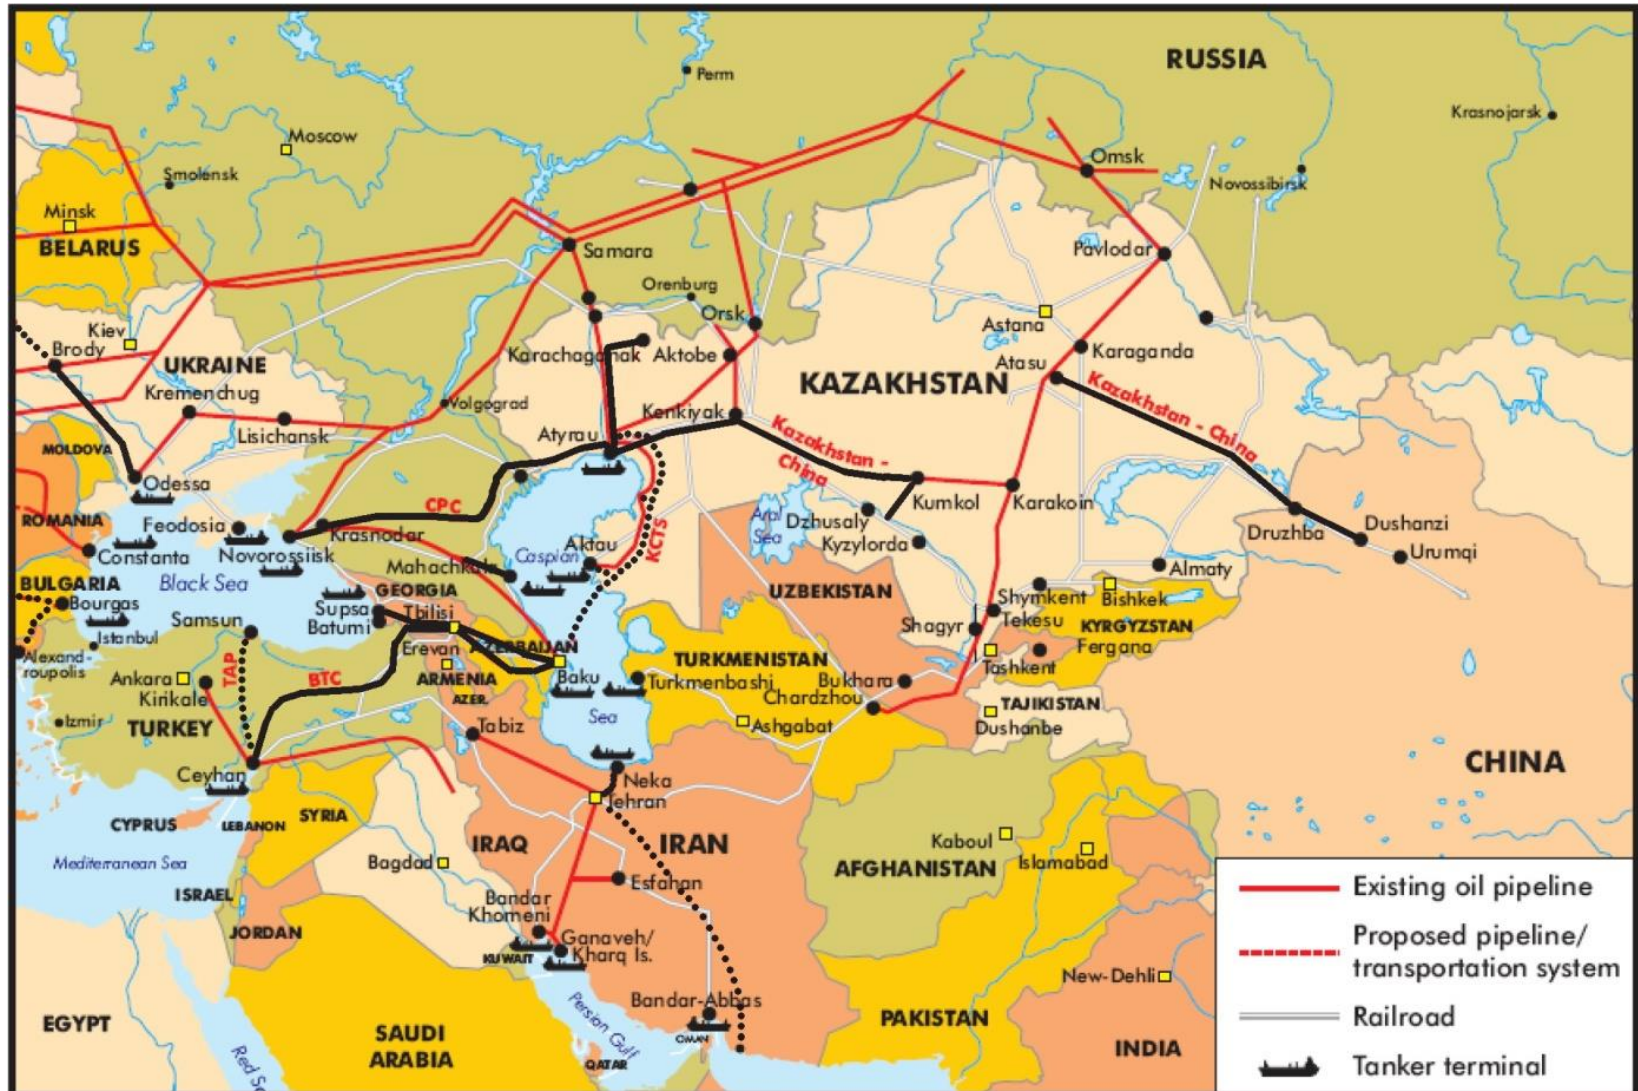 RUSSIA
Perm
Krasnojarsk
Moscow
Smolensk
Omsk
Novossibirsk
Minsk
BELARUS
Samara
Pavlodar
Orenburg
Orsk
Astana
Kiev
Brody
UKRAINE
Karachaganak
Aktobe
Atasu
Karaganda
KAZAKHSTAN
Kazakhstan - China
Kremenchug
Volgograd
Kenkiyak
Lisichansk
Atyrau
Kazakhstan -
China
MOLDOVA
Odessa
Kumkol
Karakoin
CPC
Aral
Sea
Dzhusaly
Kyzylorda
Dushanzi
Druzhba
Urumqi
ROMANIA
Feodosia
Krasnodar
Constanta
Novorossiisk
KCTS
Caspian
Aktau
Mahachkala
Almaty
BULGARIA
Black Sea
GEORGIA
UZBEKISTAN
Shymkent
Bishkek
Bourgas
Supsa
Tbilisi
Batumi
Samsun
Istanbul
Tekesu
KYRGYZSTAN
Shagyr
Fergana
Erevan
AZERBAIJAN
Alexand-
roupolis
TAP
BTC
TURKMENISTAN
Tashkent
Ankara
Kirikale
ARMENIA
Baku
Turkmenbashi
Bukhara
Chardzhou
AZER.
TAJIKISTAN
Izmir
TURKEY
Tabiz
Sea
Ashgabat
Dushanbe
CHINA
Ceyhan
Neka
Tehran
CYPRUS
LEBANON
SYRIA
IRAQ
IRAN
Kaboul
AFGHANISTAN
Islamabad
Mediterranean Sea
Bagdad
ISRAEL
Esfahan
Bandar
Khomeni
JORDAN
Ganaveh/
Kharq Is.
KUWAIT
New-Dehli
Persian Gulf
Bandar-Abbas
EGYPT
SAUDI
ARABIA
OMAN
QATAR
PAKISTAN
INDIA
Red
Existing oil pipeline
Proposed pipeline/
transportation system
Railroad
Tanker terminal